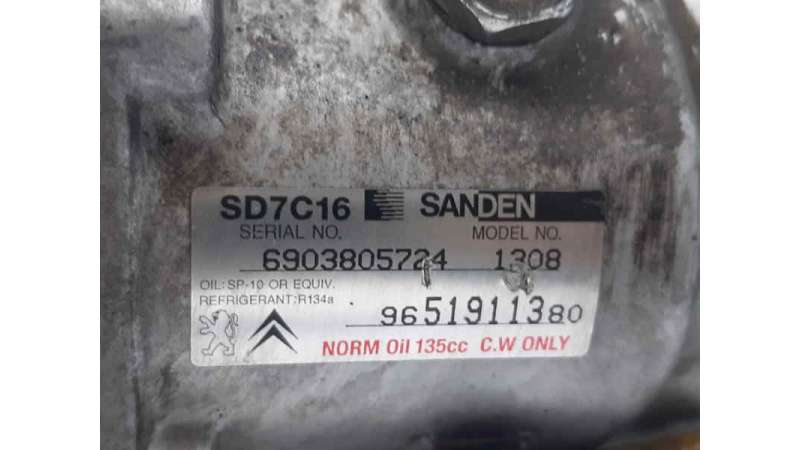 SD7C16 SANDEN
SERIAL NO. MODEL NO.
6903805724 1308
OIL: SP-10 OR EQUIV.
REFRIGERANT: R134a
9651911380
NORM Oil 135cc C.W ONLY